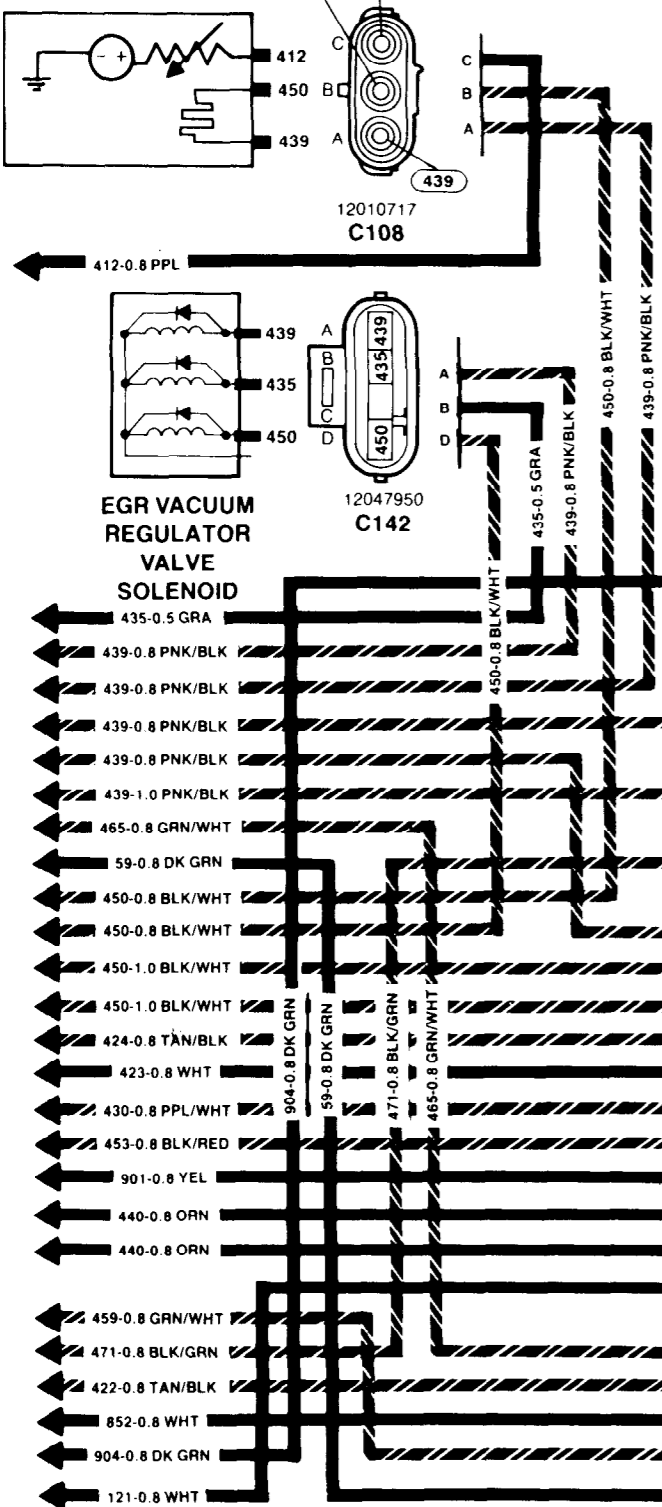 412
450
439
C
B
A
439
12010717
C108
C
B
A
412-0.8 PPL
439
435
450
A
B
C
D
439
435
450
12047950
C142
A
B
D
EGR VACUUM
REGULATOR
VALVE
SOLENOID
435-0.5 GRA
439-0.8 PNK/BLK
450-0.8 BLK/WHT
439-0.8 PNK/BLK
450-0.8 BLK/WHT
435-0.5 GRA
439-0.8 PNK/BLK
439-0.8 PNK/BLK
439-0.8 PNK/BLK
439-0.8 PNK/BLK
439-1.0 PNK/BLK
465-0.8 GRN/WHT
59-0.8 DK GRN
450-0.8 BLK/WHT
450-0.8 BLK/WHT
450-1.0 BLK/WHT
450-1.0 BLK/WHT
424-0.8 TAN/BLK
423-0.8 WHT
430-0.8 PPL/WHT
453-0.8 BLK/RED
901-0.8 YEL
440-0.8 ORN
440-0.8 ORN
904-0.8 DK GRN
59-0.8 DK GRN
471-0.8 BLK/GRN
465-0.8 GRN/WHT
459-0.8 GRN/WHT
471-0.8 BLK/GRN
422-0.8 TAN/BLK
852-0.8 WHT
904-0.8 DK GRN
121-0.8 WHT